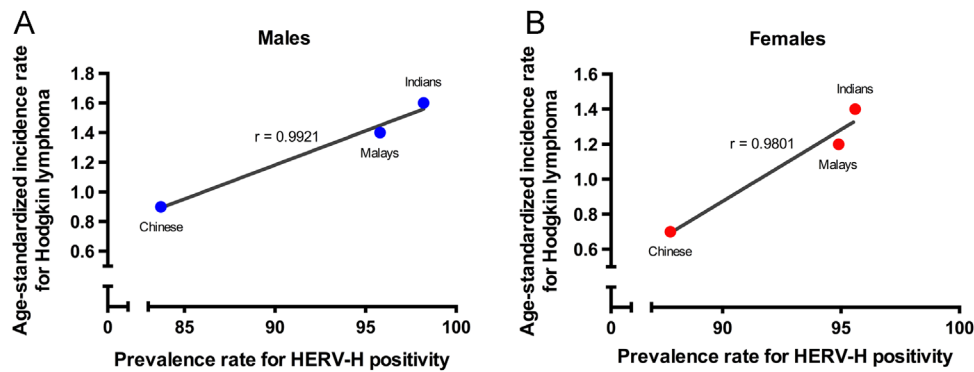 A
Males
Age-standardized incidence rate
for Hodgkin lymphoma
1.8
1.6
1.4
1.2
1.0
0.8
0.6
Indians
r = 0.9921
Malays
Chinese
0
85
90
95
100
Prevalence rate for HERV-H positivity
B
Females
Age-standardized incidence rate
for Hodgkin lymphoma
1.6
1.4
1.2
1.0
0.8
0.6
Indians
r = 0.9801
Malays
Chinese
0
90
95
100
Prevalence rate for HERV-H positivity